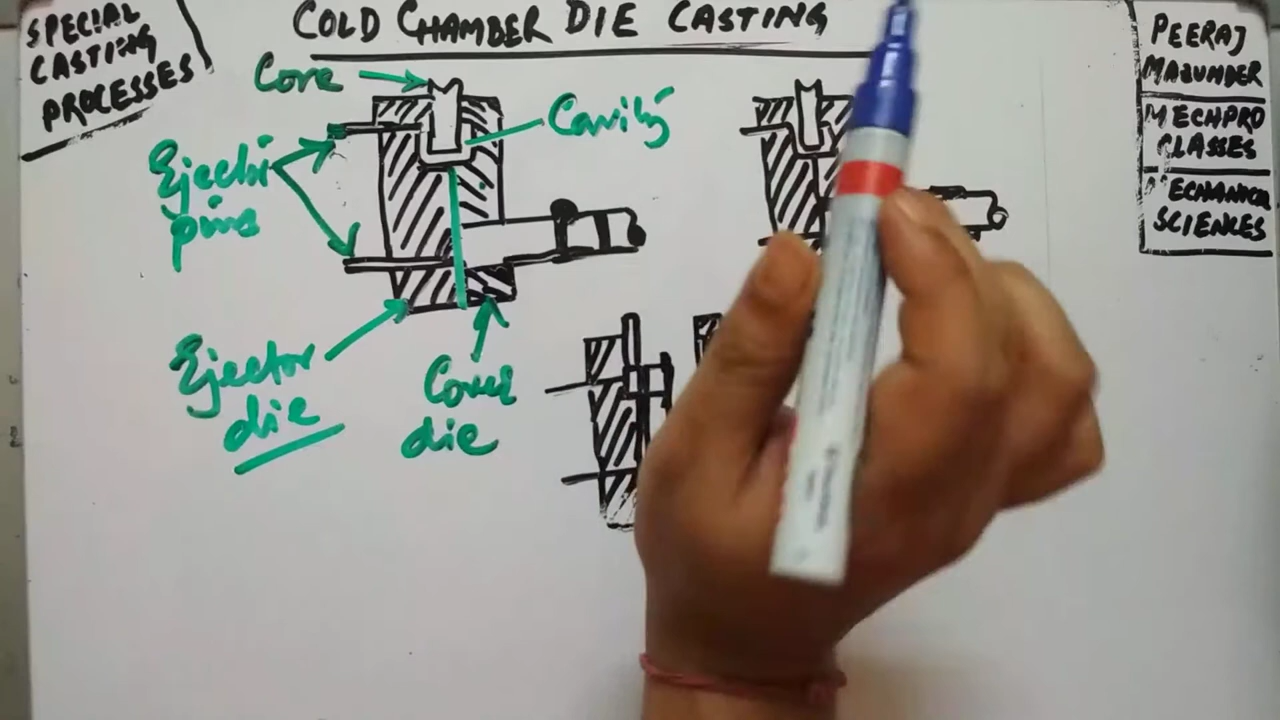 SPECIAL
CASTING
PROCESSES
COLD CHAMBER DIE CASTING
PEERAJ
MAJUMDER
MECHPRO
CLASSES
MECHANICAL
SCIENCES
Core
Cavity
Ejector
pins
Ejector
die
Cover
die